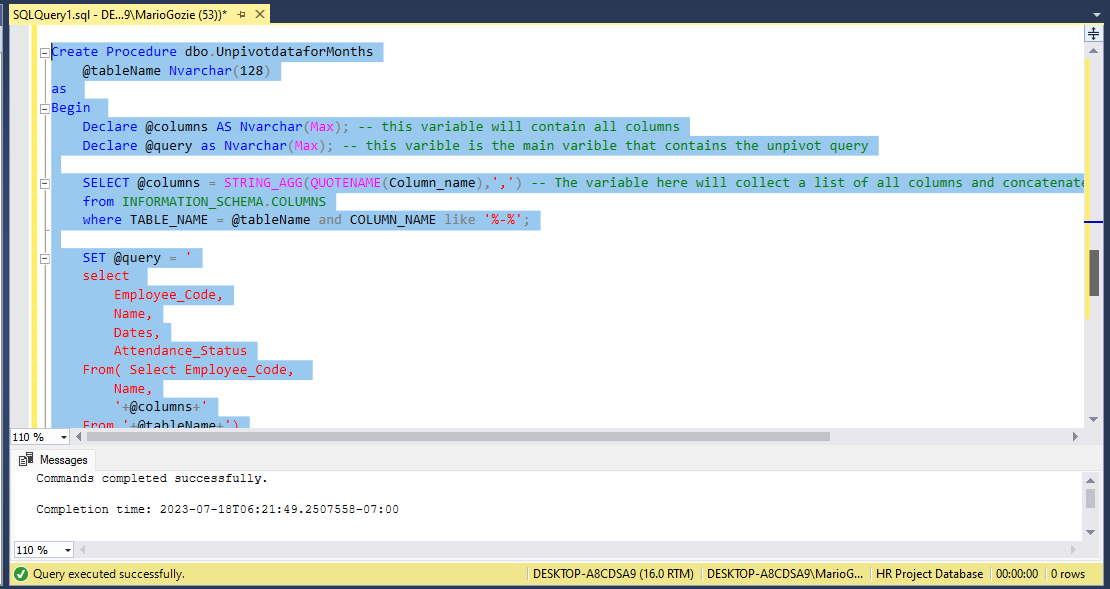 SQLQuery1.sql - DE...9\MarioGozie (53))*
Create Procedure dbo.UnpivotdataforMonths
@tableName Nvarchar(128)
as
Begin
Declare @columns AS Nvarchar(Max); -- this variable will contain all columns
Declare @query as Nvarchar(Max); -- this varible is the main varible that contains the unpivot query
SELECT @columns = STRING_AGG(QUOTENAME(Column_name),',') -- The variable here will collect a list of all columns and concatenate
from INFORMATION_SCHEMA.COLUMNS
where TABLE_NAME = @tableName and COLUMN_NAME like '%-%';
SET @query = '
select
Employee_Code,
Name,
Dates,
Attendance_Status
From( Select Employee_Code,
Name,
'+@columns+'
From '+@tableName+')
110 %
Messages
Commands completed successfully.
Completion time: 2023-07-18T06:21:49.2507558-07:00
110 %
Query executed successfully. DESKTOP-A8CDSA9 (16.0 RTM) DESKTOP-A8CDSA9\MarioG... HR Project Database 00:00:00 0 rows